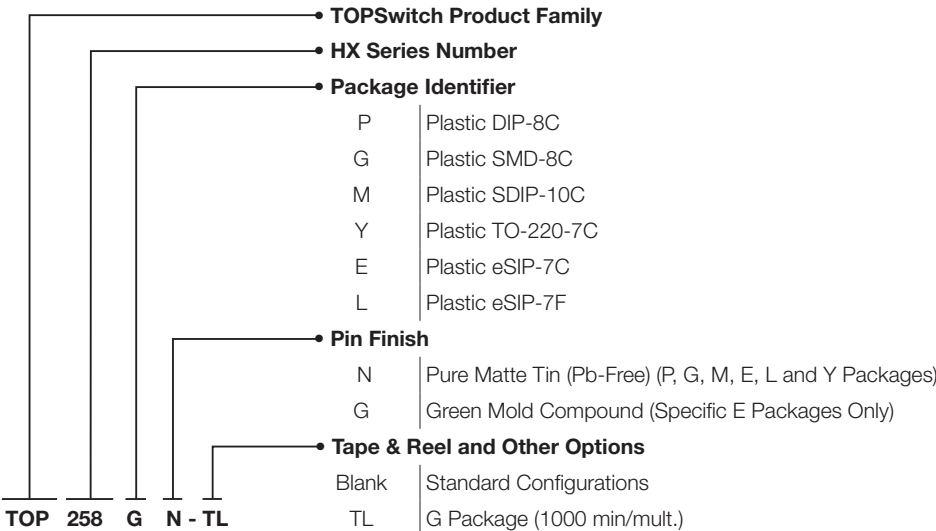 TOPSwitch Product Family
HX Series Number
Package Identifier
P Plastic DIP-8C
G Plastic SMD-8C
M Plastic SDIP-10C
Y Plastic TO-220-7C
E Plastic eSIP-7C
L Plastic eSIP-7F
Pin Finish
N Pure Matte Tin (Pb-Free) (P, G, M, E, L and Y Packages)
G Green Mold Compound (Specific E Packages Only)
Tape & Reel and Other Options
Blank Standard Configurations
TL G Package (1000 min/mult.)
TOP 258 G N - TL